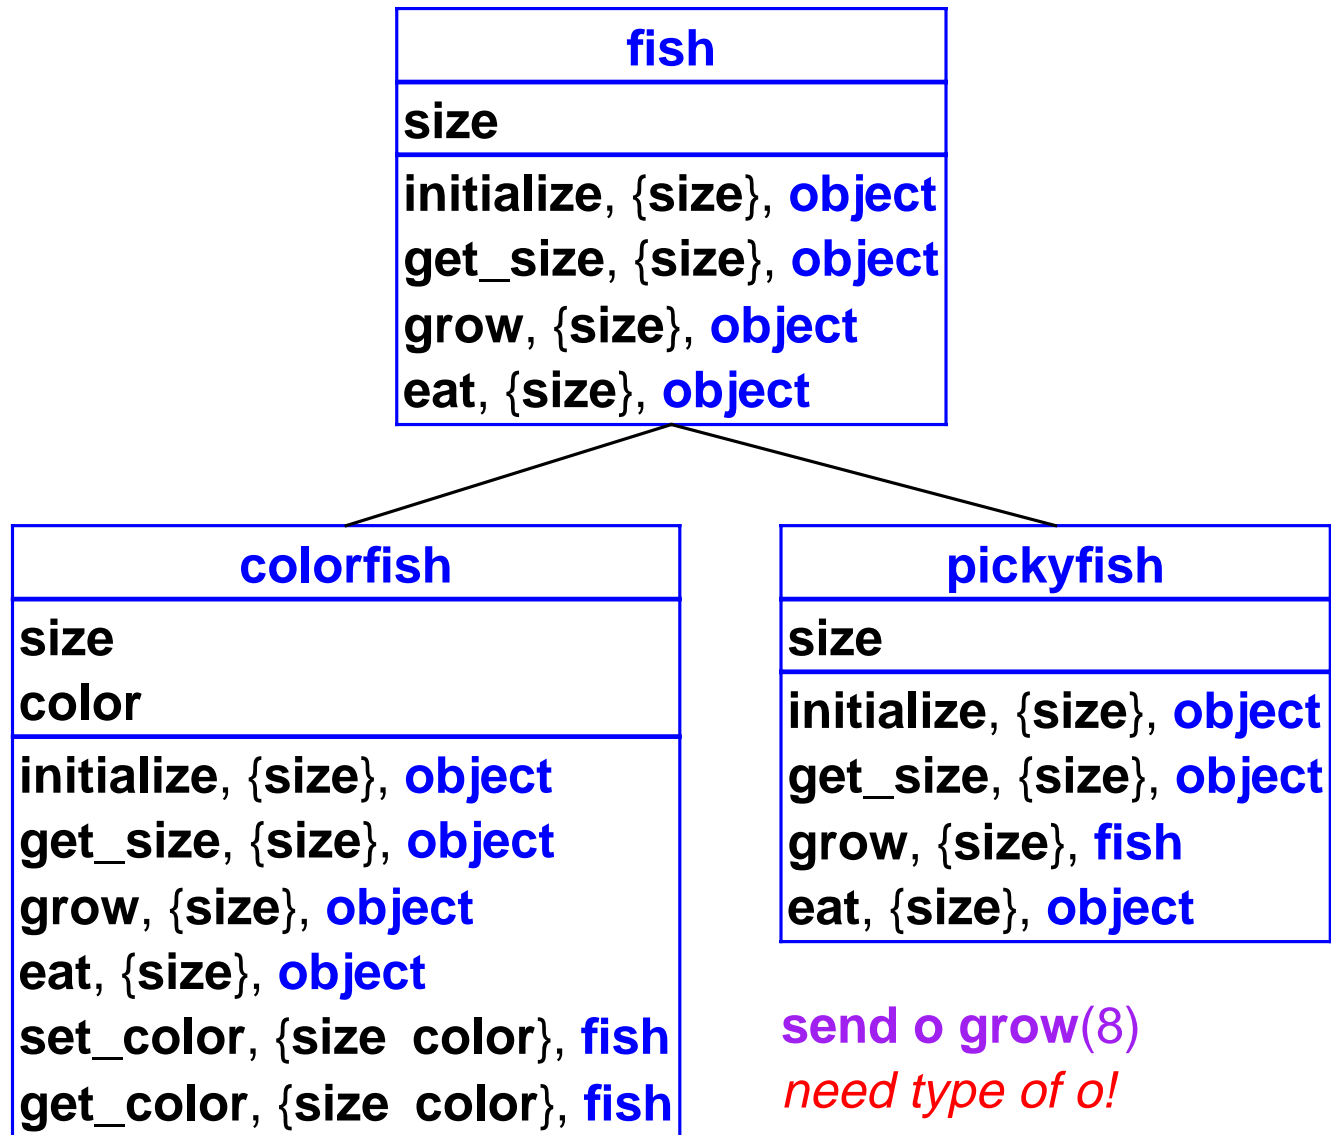 fish
size
initialize, {size}, object
get_size, {size}, object
grow, {size}, object
eat, {size}, object
colorfish
size
color
initialize, {size}, object
get_size, {size}, object
grow, {size}, object
eat, {size}, object
set_color, {size color}, fish
get_color, {size color}, fish
pickyfish
size
initialize, {size}, object
get_size, {size}, object
grow, {size}, fish
eat, {size}, object
send o grow(8)
need type of o!